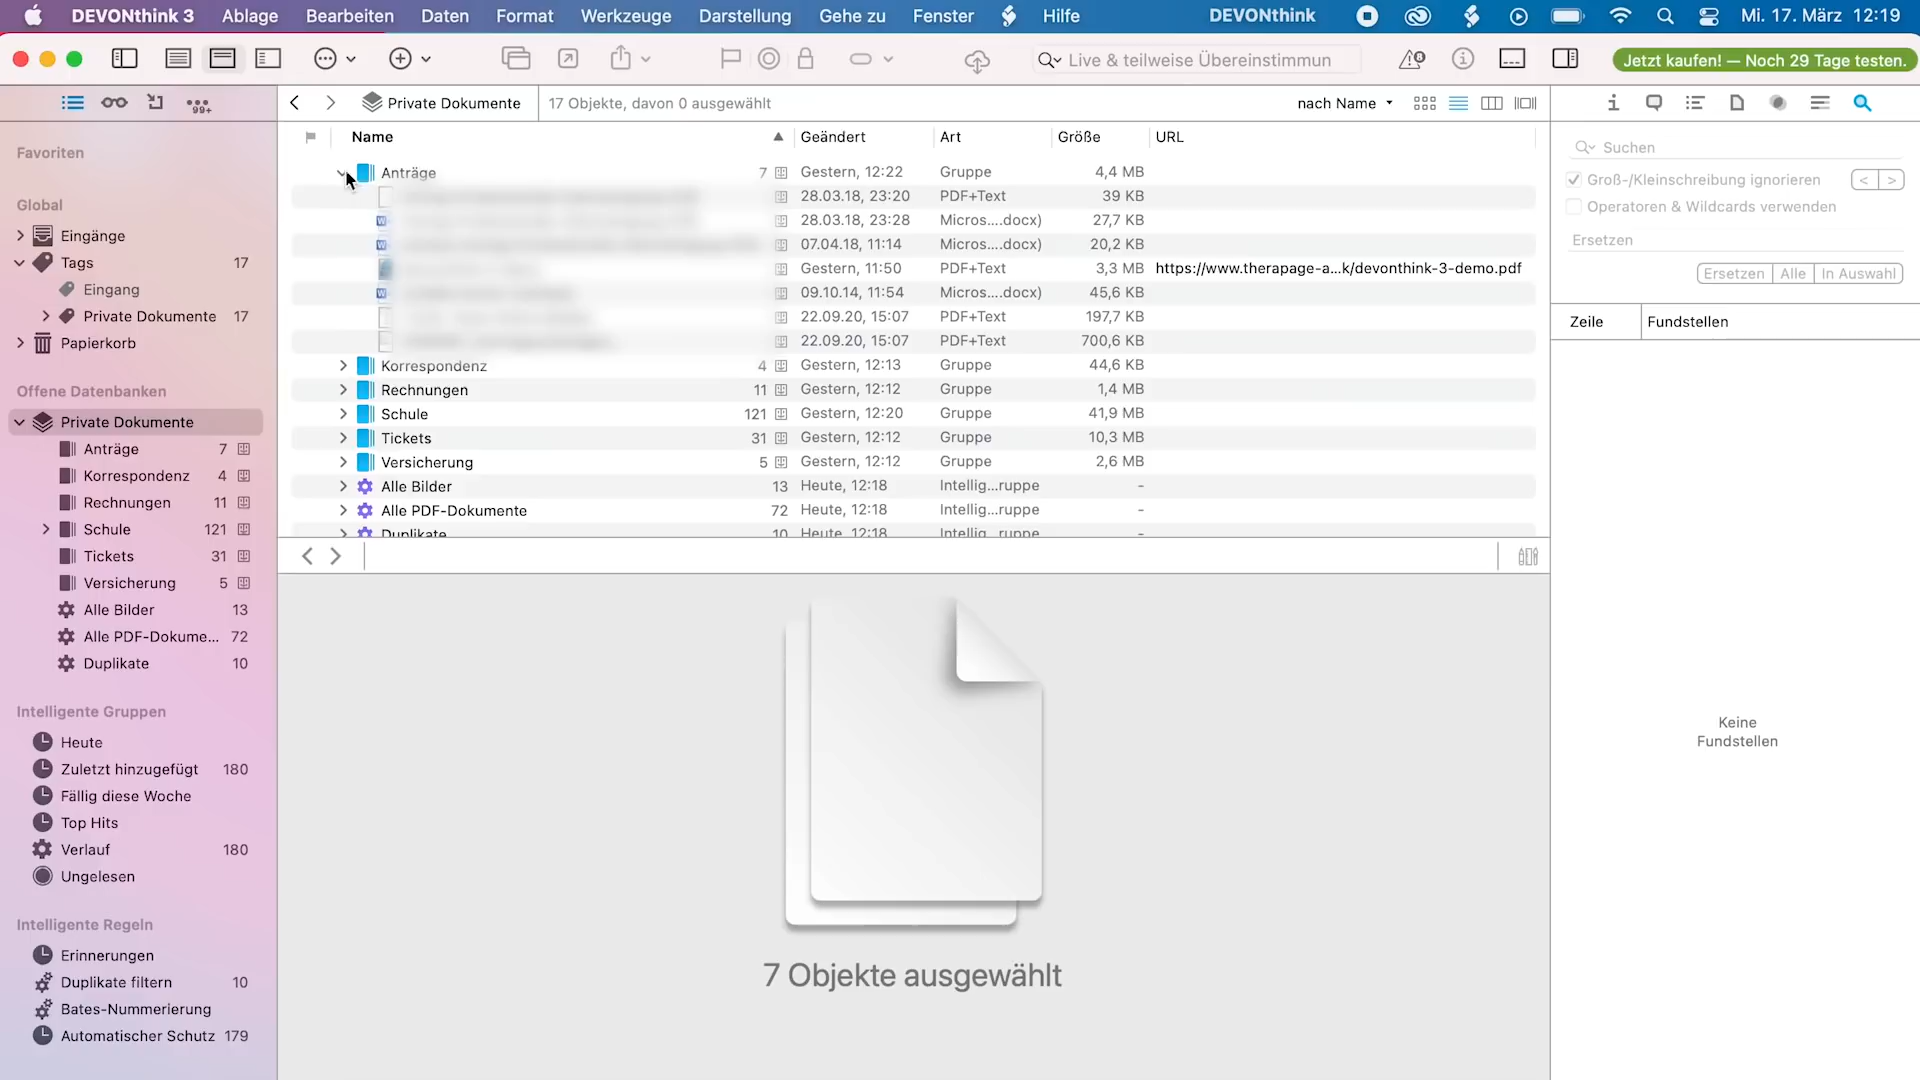 DEVONthink 3 Ablage Bearbeiten Daten Format Werkzeuge Darstellung Gehe zu Fenster Hilfe DEVONthink Mi. 17. März 12:19
Live & teilweise Übereinstimmun Jetzt kaufen! — Noch 29 Tage testen.
99+ Private Dokumente 17 Objekte, davon 0 ausgewählt nach Name
Favoriten
Global
Eingänge
Tags 17
Eingang
Private Dokumente 17
Papierkorb
Offene Datenbanken
Private Dokumente
Anträge 7
Korrespondenz 4
Rechnungen 11
Schule 121
Tickets 31
Versicherung 5
Alle Bilder 13
Alle PDF-Dokume... 72
Duplikate 10
Intelligente Gruppen
Heute
Zuletzt hinzugefügt 180
Fällig diese Woche
Top Hits
Verlauf 180
Ungelesen
Intelligente Regeln
Erinnerungen
Duplikate filtern 10
Bates-Nummerierung
Automatischer Schutz 179
Name Geändert Art Größe URL
Anträge 7 Gestern, 12:22 Gruppe 4,4 MB
28.03.18, 23:20 PDF+Text 39 KB
28.03.18, 23:28 Micros....docx) 27,7 KB
07.04.18, 11:14 Micros....docx) 20,2 KB
Gestern, 11:50 PDF+Text 3,3 MB https://www.therapage-a...k/devonthink-3-demo.pdf
09.10.14, 11:54 Micros....docx) 45,6 KB
22.09.20, 15:07 PDF+Text 197,7 KB
22.09.20, 15:07 PDF+Text 700,6 KB
Korrespondenz 4 Gestern, 12:13 Gruppe 44,6 KB
Rechnungen 11 Gestern, 12:12 Gruppe 1,4 MB
Schule 121 Gestern, 12:20 Gruppe 41,9 MB
Tickets 31 Gestern, 12:12 Gruppe 10,3 MB
Versicherung 5 Gestern, 12:12 Gruppe 2,6 MB
Alle Bilder 13 Heute, 12:18 Intellig...ruppe -
Alle PDF-Dokumente 72 Heute, 12:18 Intellig...ruppe -
Duplikate 10 Heute, 12:18 Intellig...ruppe -
7 Objekte ausgewählt
Suchen
Groß-/Kleinschreibung ignorieren < >
Operatoren & Wildcards verwenden
Ersetzen
Ersetzen Alle In Auswahl
Zeile Fundstellen
Keine
Fundstellen